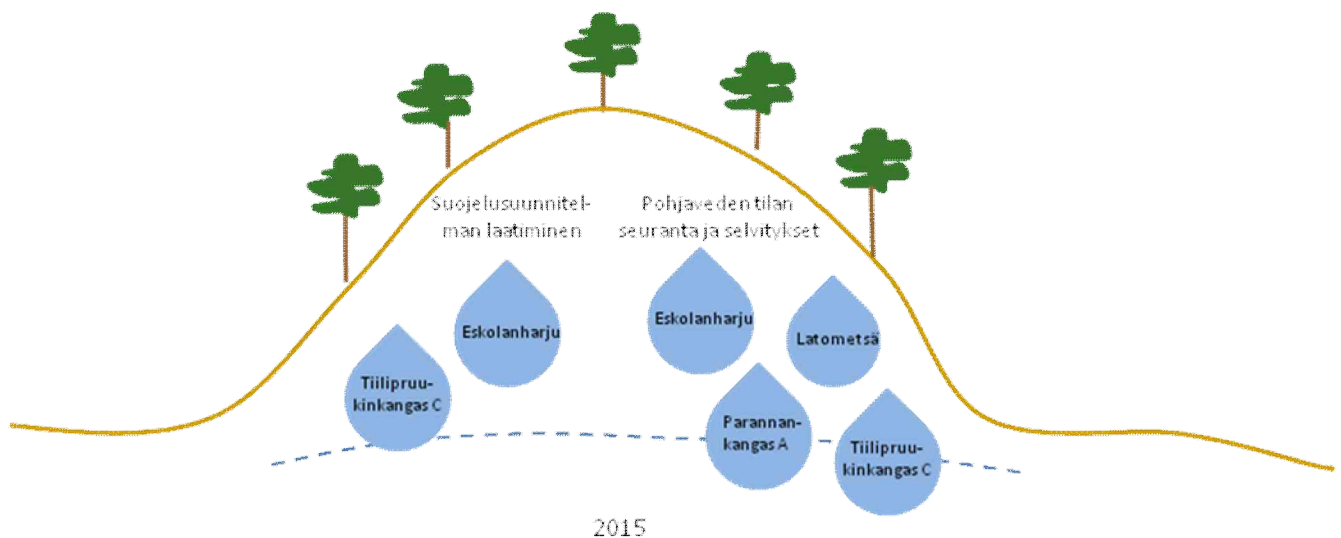 Suojelusuunnitel-
man laatiminen
Pohjaveden tilan
seuranta ja selvitykset
Eskolanharju
Tiilipruu-
kinkangas C
Eskolanharju
Latometsä
Parannan-
kangas A
Tiilipruu-
kinkangas C
2015